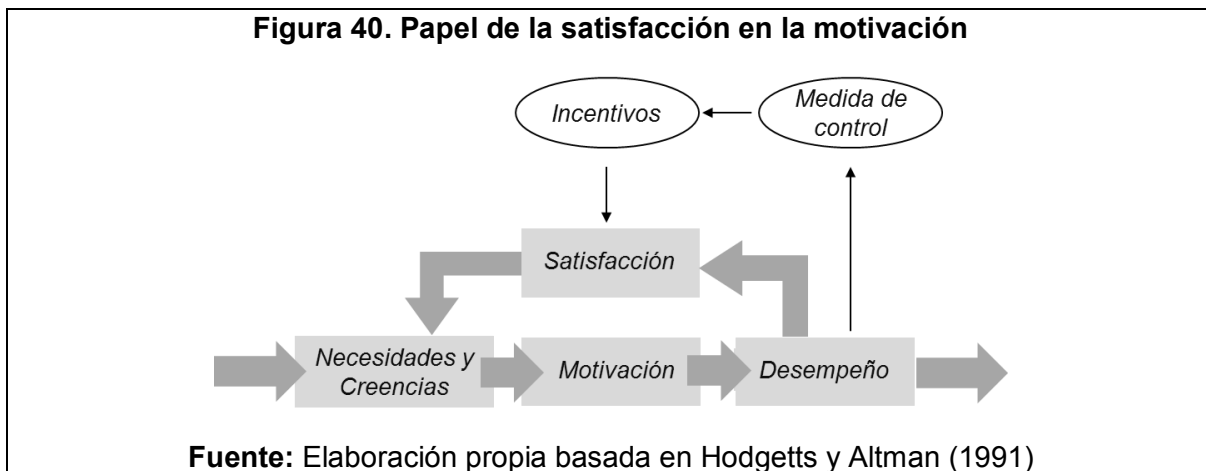 Figura 40. Papel de la satisfacción en la motivación
Incentivos
Medida de
control
Satisfacción
Necesidades y
Creencias
Motivación
Desempeño
Fuente: Elaboración propia basada en Hodgetts y Altman (1991)